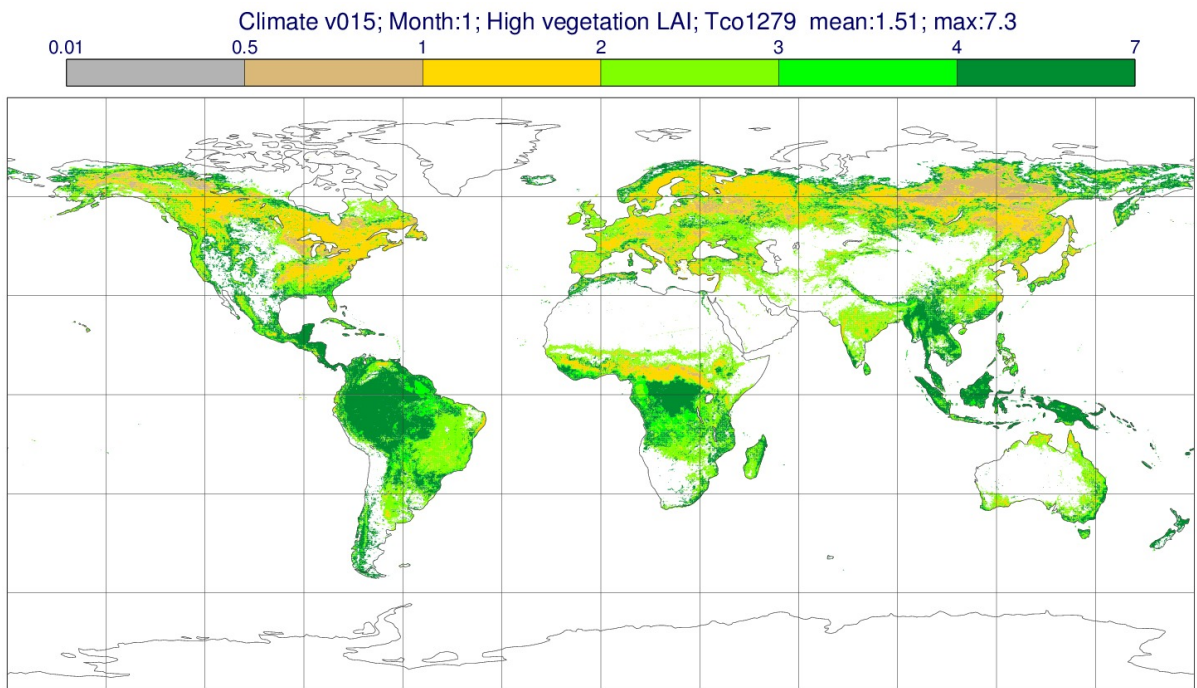 Climate v015; Month:1; High vegetation LAI; Tco1279 mean:1.51; max:7.3
0.01 0.5 1 2 3 4 7